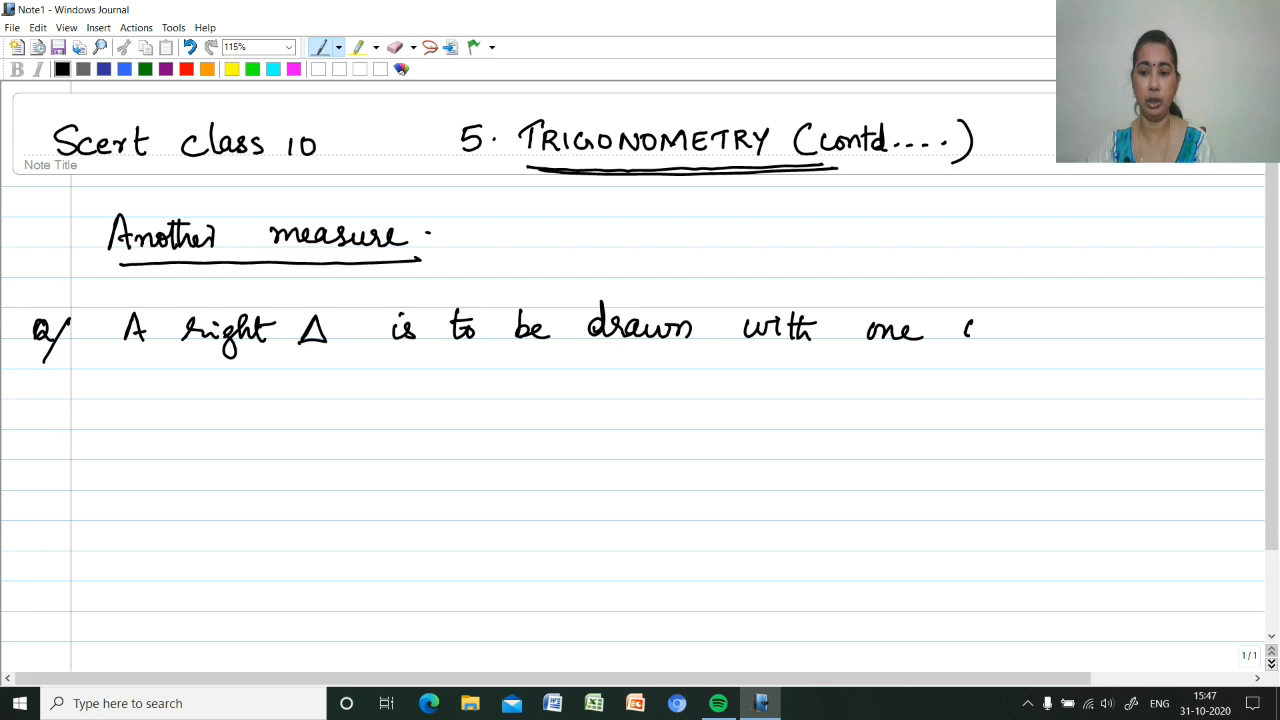 Note1 - Windows Journal
File Edit View Insert Actions Tools Help
115%
B I
Scert class 10 5. TRIGONOMETRY (contd....)
Note Title
Another measure.
Q/ A right Δ is to be drawn with one
1/1
Type here to search
ENG
15:47
31-10-2020